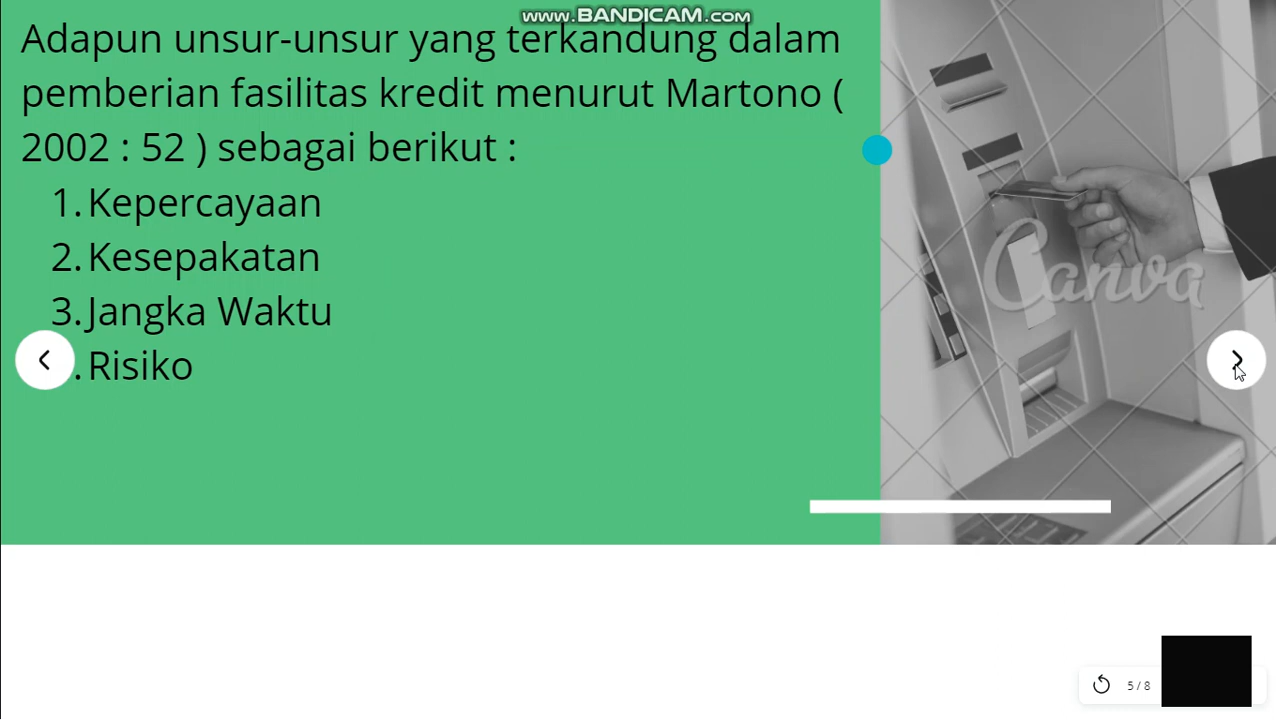 www.BANDICAM.com
Adapun unsur-unsur yang terkandung dalam
pemberian fasilitas kredit menurut Martono (
2002 : 52 ) sebagai berikut :
1. Kepercayaan
2. Kesepakatan
3. Jangka Waktu
. Risiko
Canva
5 / 8